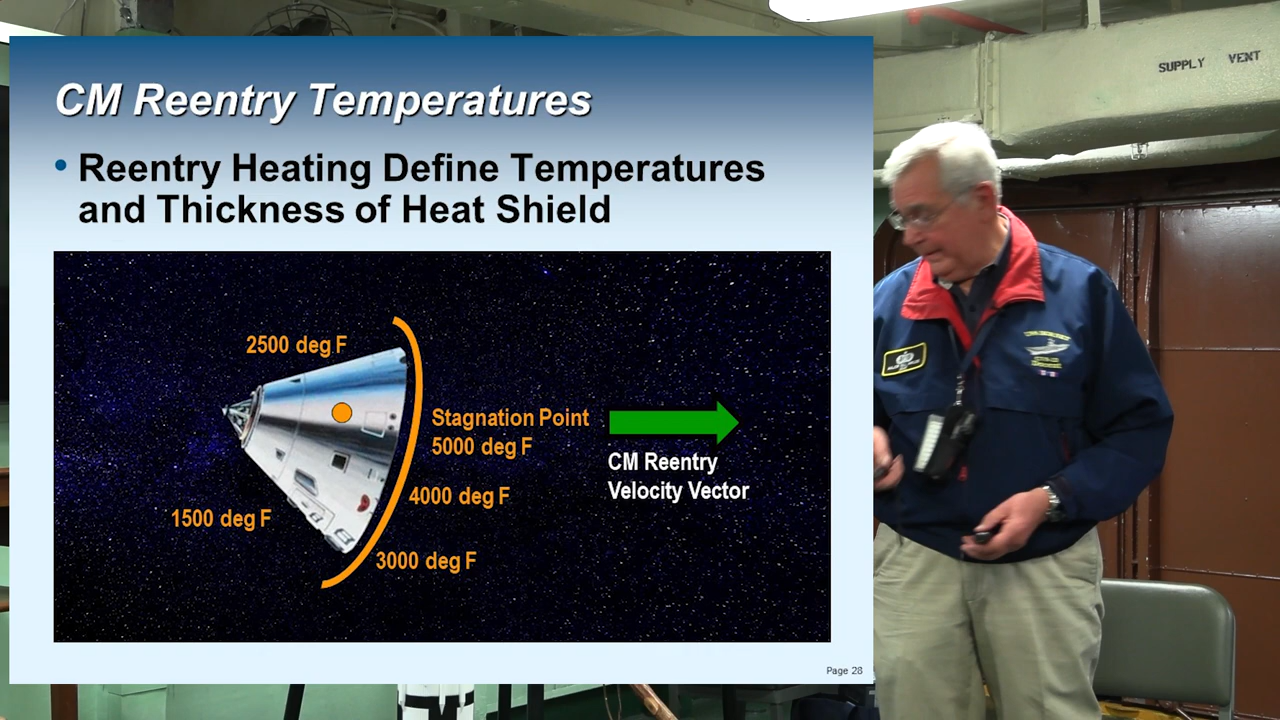 SUPPLY VENT
CM Reentry Temperatures
• Reentry Heating Define Temperatures
and Thickness of Heat Shield
2500 deg F
Stagnation Point
5000 deg F
CM Reentry
Velocity Vector
4000 deg F
1500 deg F
3000 deg F
Page 28